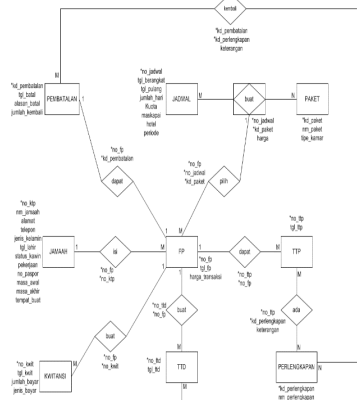 kembali
*kd_pembatalan
*kd_perlengkapan
keterangan
*kd_pembatalan
tgl_batal
alasan_batal
jumlah_kembali
M
PEMBATALAN
1
*no_jadwal
tgl_berangkat
tgl_pulang
jumlah_hari
Kuota
maskapai
hotel
periode
JADWAL
N
buat
N
PAKET
1
*no_jadwal
*kd_paket
harga
*kd_paket
nm_paket
tipe_kamar
*no_fp
*kd_pembatalan
dapat
*no_fp
*no_jadwal
*kd_paket
pilih
*no_ktp
nm_jamaah
alamat
telepon
jenis_kelamin
tgl_lahir
status_kawin
pekerjaan
no_paspor
masa_awal
masa_akhir
tempat_buat
JAMAAH
1
isi
*no_fp
*no_ktp
M
1
M
FP
1
*no_fp
tgl_fp
harga_transaksi
dapat
*no_ttp
*no_fp
M
*no_ttp
tgl_ttp
TTP
N
1
M
buat
*no_fp
*no_kwit
*no_ttd
*no_fp
buat
*no_ttp
*kd_perlengkapan
keterangan
ada
*no_kwit
tgl_kwit
jumlah_bayar
jenis_bayar
KWITANSI
M
*no_ttd
tgl_ttd
M
TTD
N
N
PERLENGKAPAN
*kd_perlengkapan
nm_perlengkapan